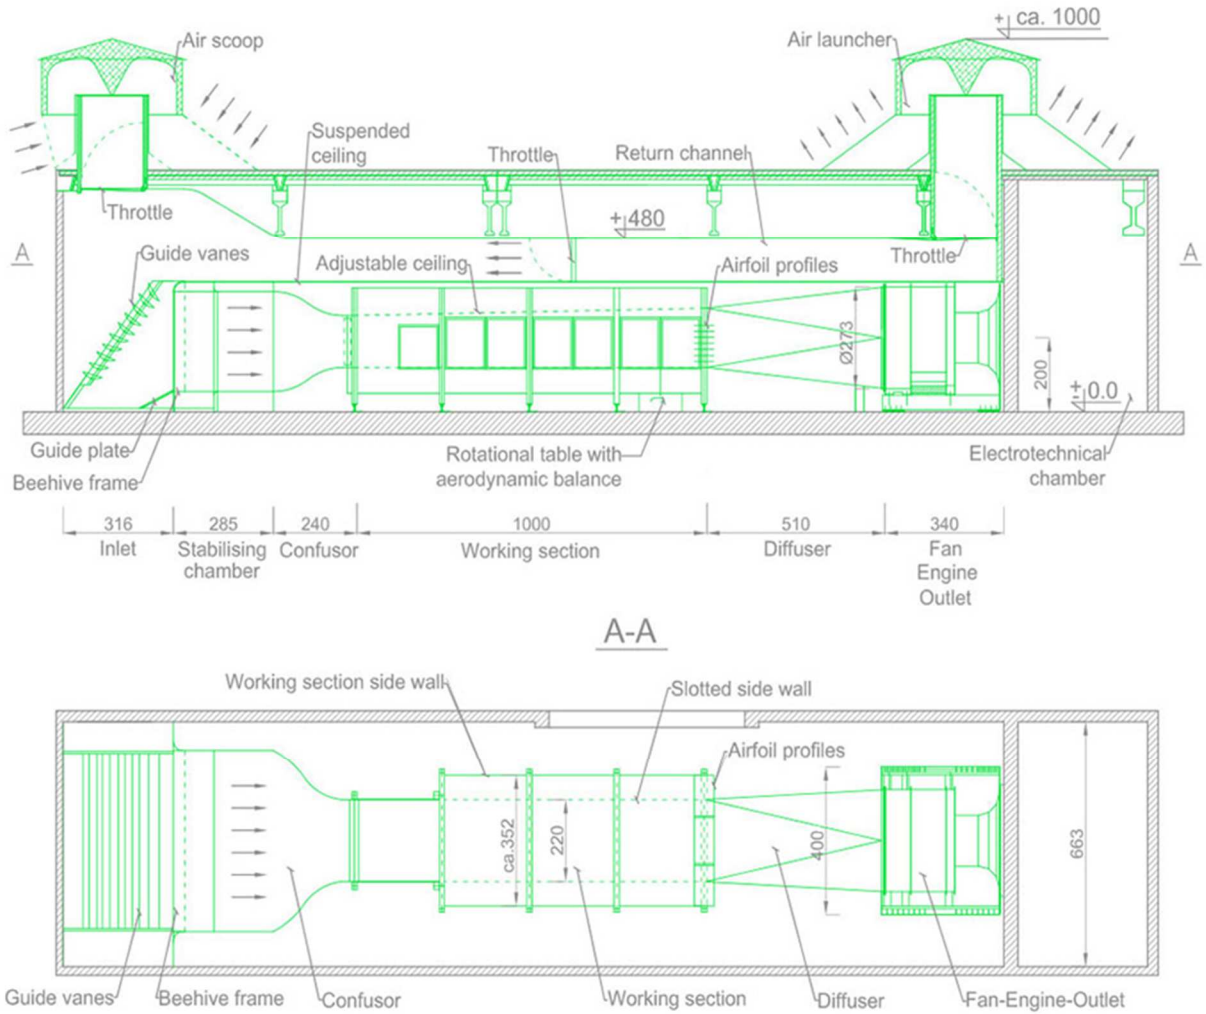 Air scoop
Air launcher
+ ca. 1000
Suspended
ceiling
Throttle
Return channel
Throttle
+480
A
Guide vanes
Adjustable ceiling
Airfoil profiles
Throttle
A
Ø273
200
±0.0
Guide plate
Beehive frame
Rotational table with
aerodynamic balance
Electrotechnical
chamber
316
285
240
1000
510
340
Inlet
Stabilising
chamber
Confusor
Working section
Diffuser
Fan
Engine
Outlet
A-A
Working section side wall
Slotted side wall
Airfoil profiles
ca.352
220
400
663
Guide vanes
Beehive frame
Confusor
Working section
Diffuser
Fan-Engine-Outlet